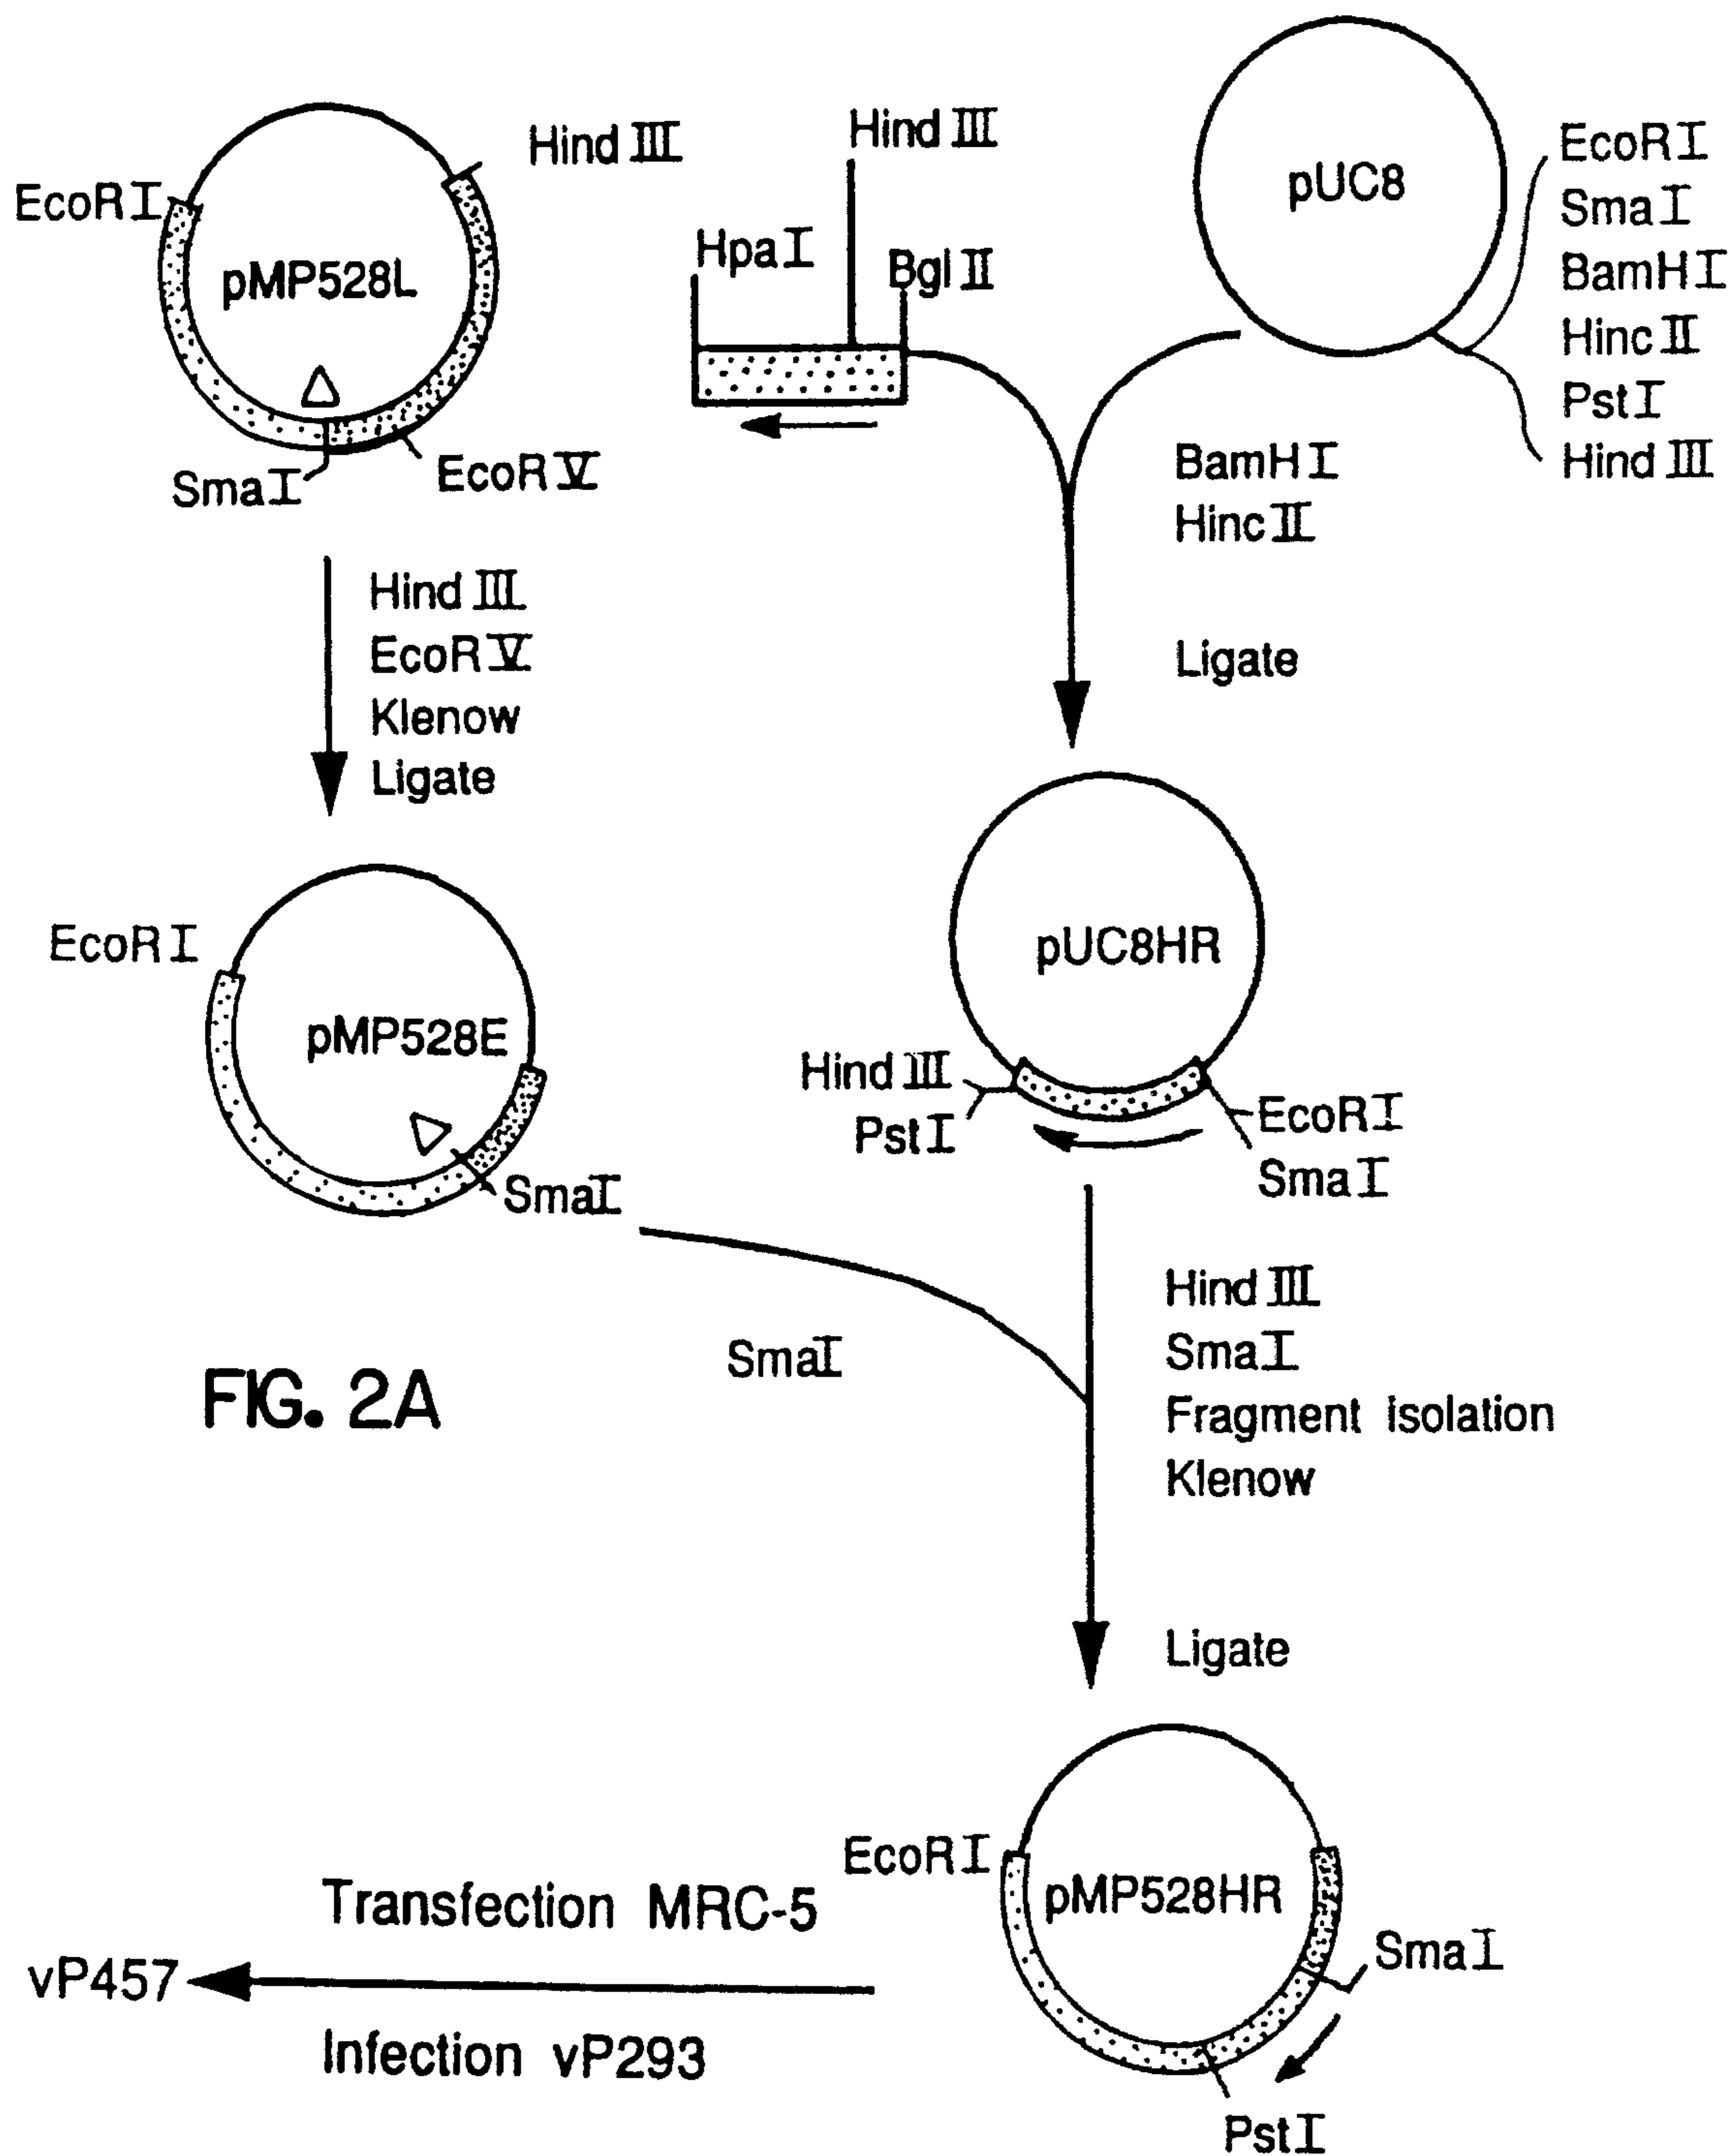 Hind III
EcoR I
pMP528L
Sma I
EcoR V
Hind III
Hpa I
Bgl II
pUC8
EcoR I
Sma I
BamH I
Hinc II
Pst I
Hind III
Hind III
EcoR V
Klenow
Ligate
BamH I
Hinc II
Ligate
EcoR I
pMP528E
Sma I
pUC8HR
Hind III
Pst I
EcoR I
Sma I
Sma I
Hind III
Sma I
Fragment isolation
Klenow
Ligate
FIG. 2A
EcoR I
pMP528HR
Sma I
Pst I
Transfection MRC-5
vP457
Infection vP293